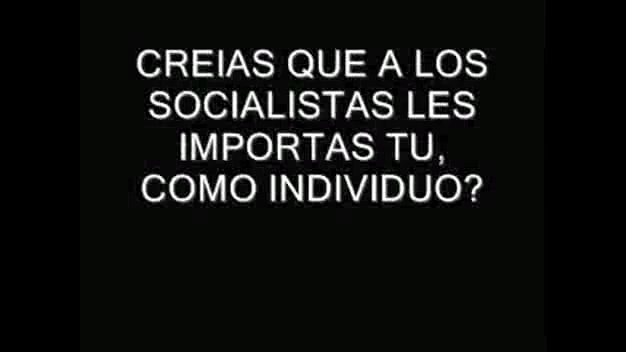 CREIAS QUE A LOS
SOCIALISTAS LES
IMPORTAS TU,
COMO INDIVIDUO?